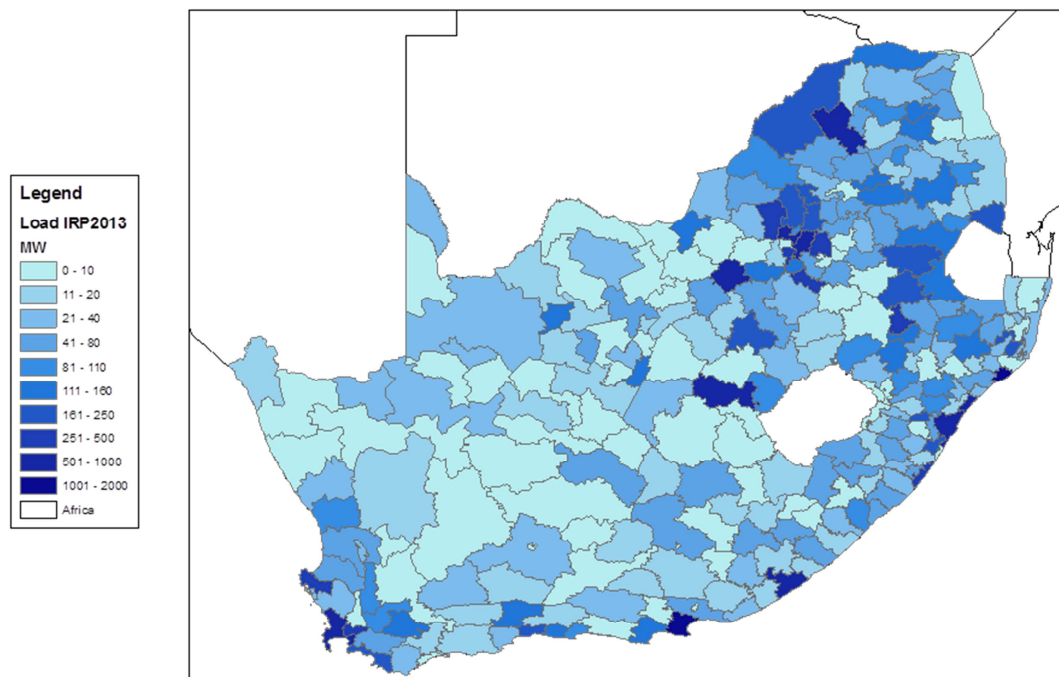 Legend
Load IRP2013
MW
0 - 10
11 - 20
21 - 40
41 - 80
81 - 110
111 - 160
161 - 250
251 - 500
501 - 1000
1001 - 2000
Africa